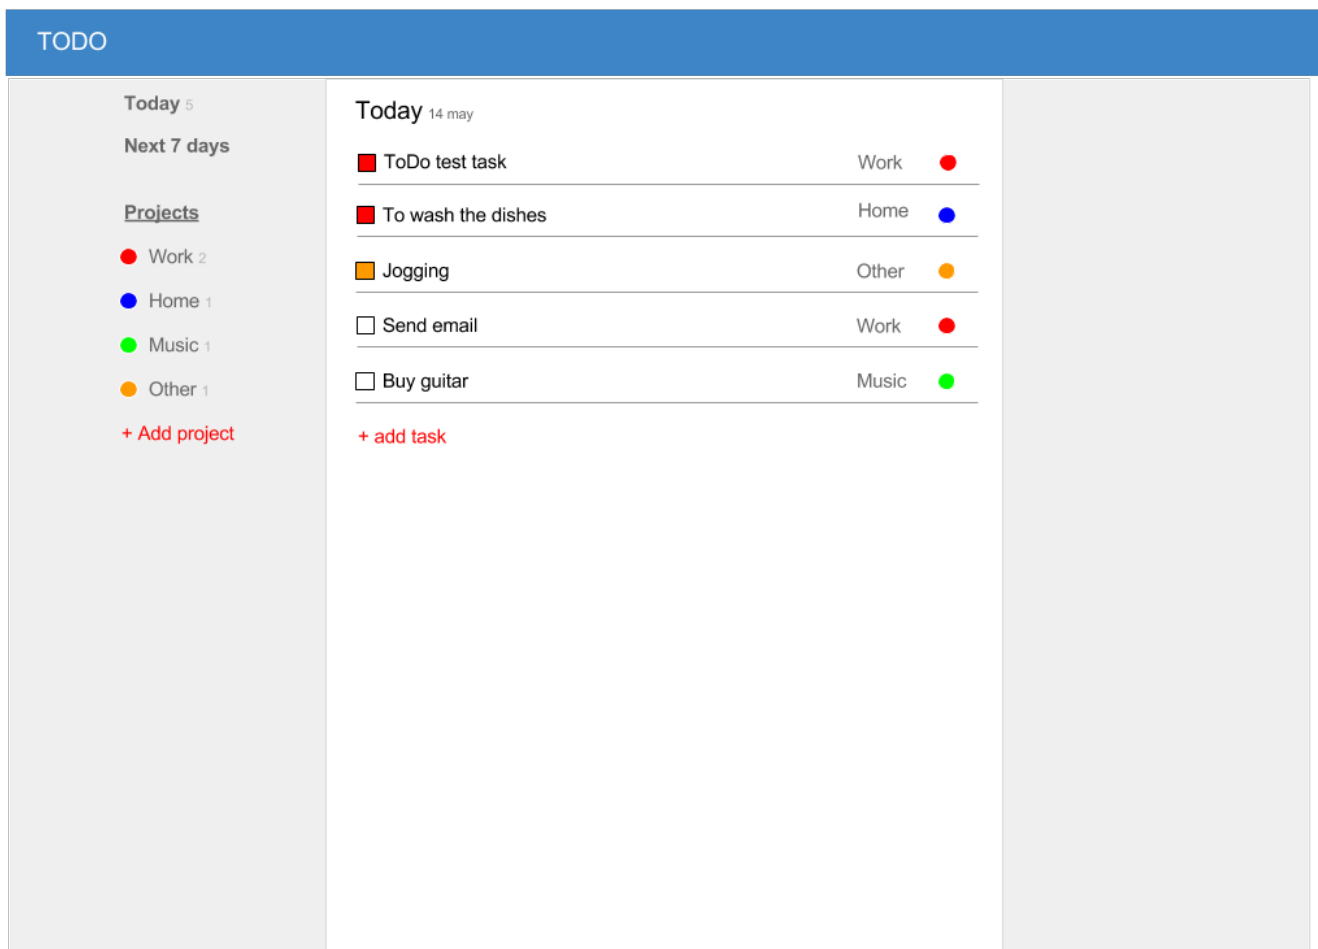 TODO
Today 5
Next 7 days
Projects
Work 2
Home 1
Music 1
Other 1
+ Add project
Today 14 may
ToDo test task Work
To wash the dishes Home
Jogging Other
Send email Work
Buy guitar Music
+ add task